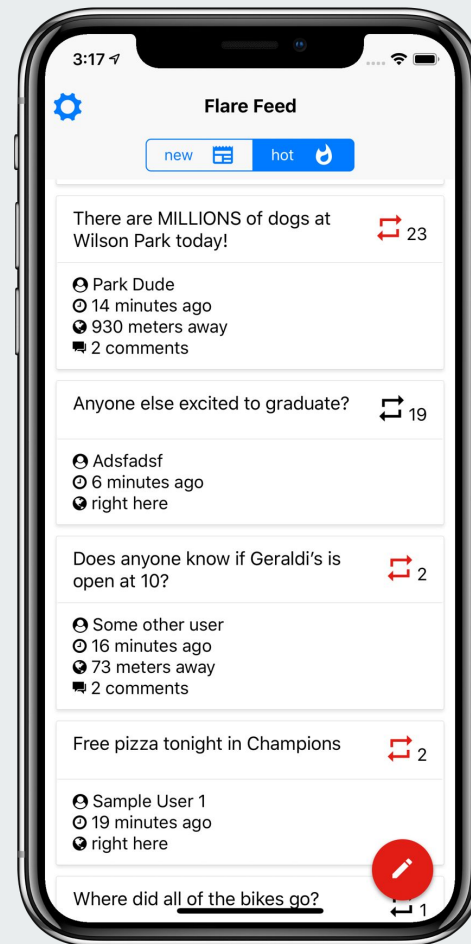 3:17
Flare Feed
new
hot
There are MILLIONS of dogs at
Wilson Park today!
23
Park Dude
14 minutes ago
930 meters away
2 comments
Anyone else excited to graduate?
19
Adsfadsf
6 minutes ago
right here
Does anyone know if Geraldi’s is
open at 10?
2
Some other user
16 minutes ago
73 meters away
2 comments
Free pizza tonight in Champions
2
Sample User 1
19 minutes ago
right here
Where did all of the bikes go?
1